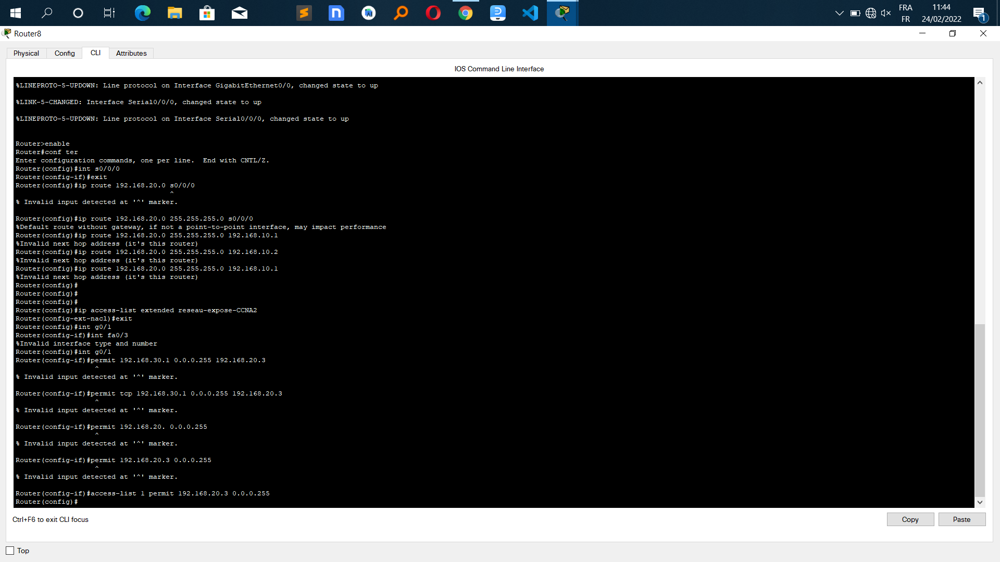 FRA
FR
11:44
24/02/2022
1
Router8
Physical
Config
CLI
Attributes
IOS Command Line Interface
%LINEPROTO-5-UPDOWN: Line protocol on Interface GigabitEthernet0/0, changed state to up
%LINK-5-CHANGED: Interface Serial0/0/0, changed state to up
%LINEPROTO-5-UPDOWN: Line protocol on Interface Serial0/0/0, changed state to up
Router>enable
Router#conf ter
Enter configuration commands, one per line.  End with CNTL/Z.
Router(config)#int s0/0/0
Router(config-if)#exit
Router(config)#ip route 192.168.20.0 s0/0/0
^
% Invalid input detected at '^' marker.
Router(config)#ip route 192.168.20.0 255.255.255.0 s0/0/0
%Default route without gateway, if not a point-to-point interface, may impact performance
Router(config)#ip route 192.168.20.0 255.255.255.0 192.168.10.1
%Invalid next hop address (it's this router)
Router(config)#ip route 192.168.20.0 255.255.255.0 192.168.10.2
%Invalid next hop address (it's this router)
Router(config)#ip route 192.168.20.0 255.255.255.0 192.168.10.1
%Invalid next hop address (it's this router)
Router(config)#
Router(config)#
Router(config)#
Router(config)#ip access-list extended reseau-expose-CCNA2
Router(config-ext-nacl)#exit
Router(config)#int g0/1
Router(config-if)#int fa0/3
%Invalid interface type and number
Router(config)#int g0/1
Router(config-if)#permit 192.168.30.1 0.0.0.255 192.168.20.3
^
% Invalid input detected at '^' marker.
Router(config-if)#permit tcp 192.168.30.1 0.0.0.255 192.168.20.3
^
% Invalid input detected at '^' marker.
Router(config-if)#permit 192.168.20. 0.0.0.255
^
% Invalid input detected at '^' marker.
Router(config-if)#permit 192.168.20.3 0.0.0.255
^
% Invalid input detected at '^' marker.
Router(config-if)#access-list 1 permit 192.168.20.3 0.0.0.255
Router(config)#
Ctrl+F6 to exit CLI focus
Copy
Paste
Top